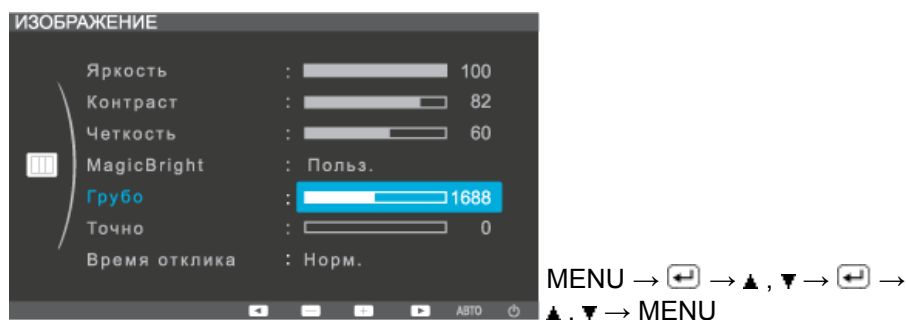 ИЗОБРАЖЕНИЕ
Яркость : 100
Контраст : 82
Четкость : 60
MagicBright : Польз.
Грубо : 1688
Точно : 0
Время отклика : Норм.
АВТО
MENU → → ▲ , ▼ → →
▲ , ▼ → MENU